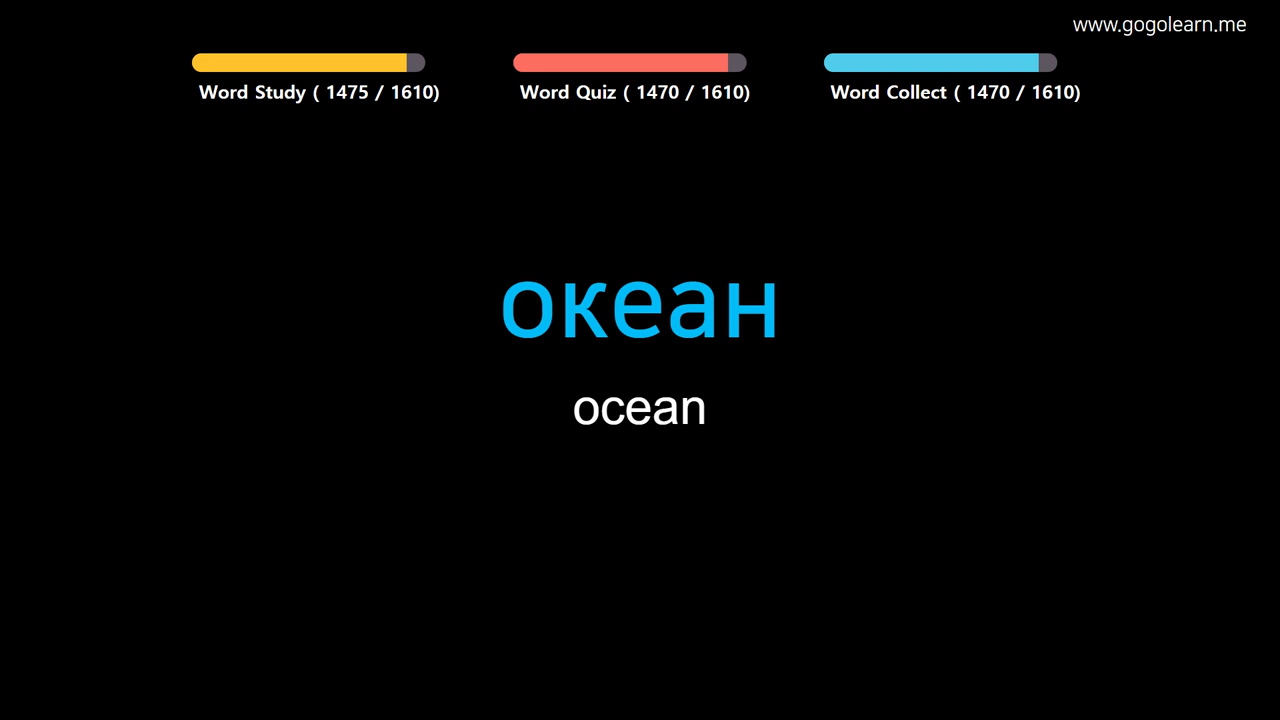 www.gogolearn.me
Word Study ( 1475 / 1610)
Word Quiz ( 1470 / 1610)
Word Collect ( 1470 / 1610)
океан
ocean